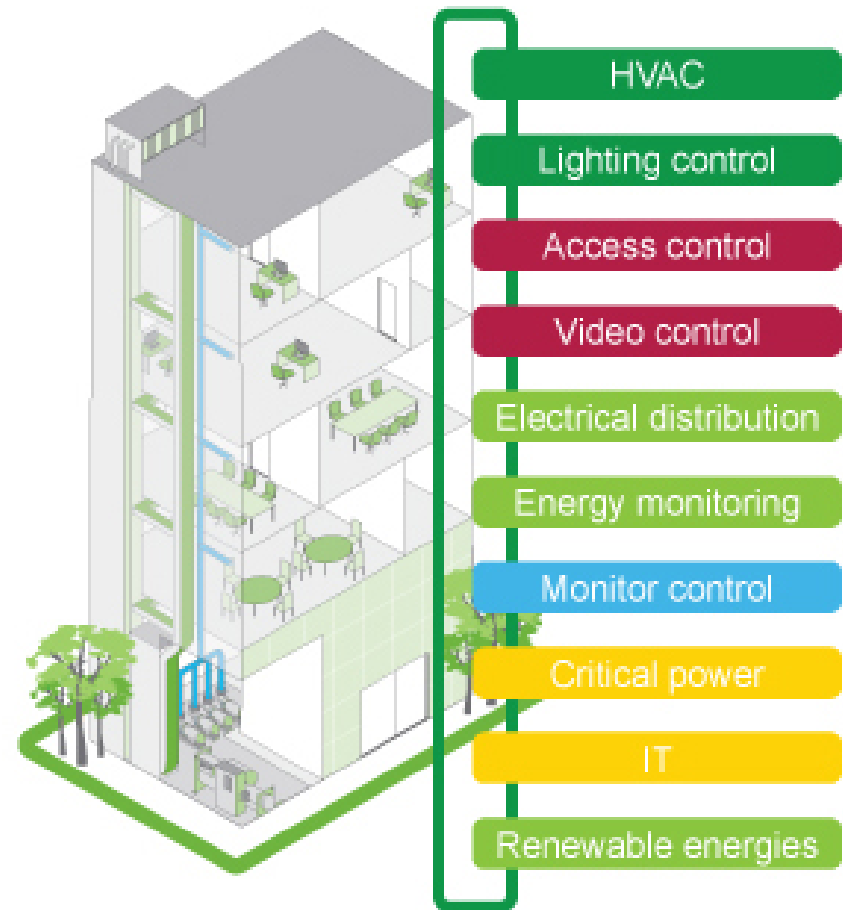 HVAC
Lighting control
Access control
Video control
Electrical distribution
Energy monitoring
Monitor control
Critical power
IT
Renewable energies